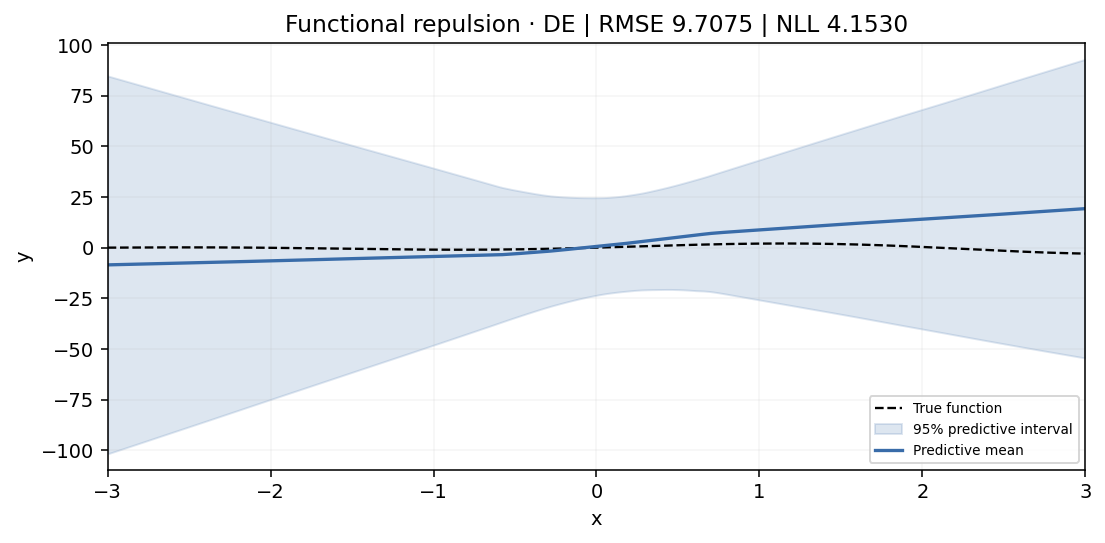 Functional repulsion · DE | RMSE 9.7075 | NLL 4.1530
100
75
50
25
0
−25
−50
−75
−100
y
−3
−2
−1
0
1
2
3
x
True function
95% predictive interval
Predictive mean